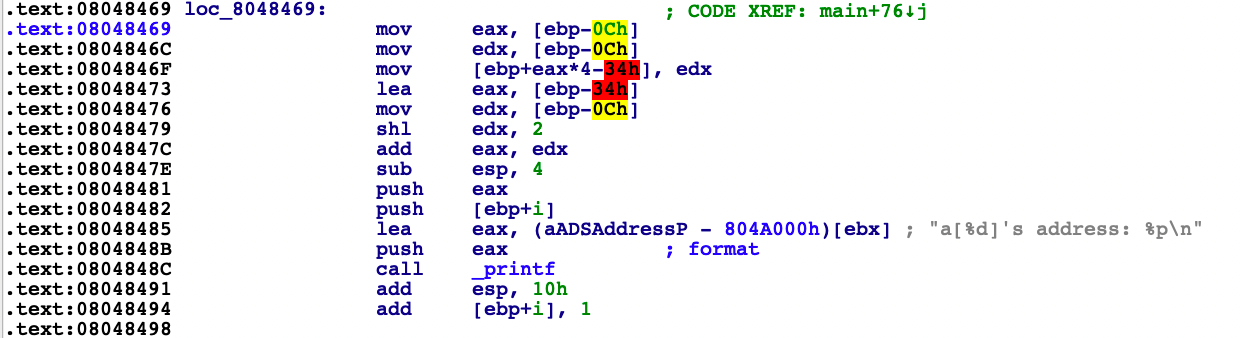 .text:08048469 loc_8048469: ; CODE XREF: main+76↓j
.text:08048469 mov eax, [ebp-0Ch]
.text:0804846C mov edx, [ebp-0Ch]
.text:0804846F mov [ebp+eax*4-34h], edx
.text:08048473 lea eax, [ebp-34h]
.text:08048476 mov edx, [ebp-0Ch]
.text:08048479 shl edx, 2
.text:0804847C add eax, edx
.text:0804847E sub esp, 4
.text:08048481 push eax
.text:08048482 push [ebp+i]
.text:08048485 lea eax, (aADSAddressP - 804A000h)[ebx] ; "a[%d]'s address: %p\n"
.text:0804848B push eax ; format
.text:0804848C call _printf
.text:08048491 add esp, 10h
.text:08048494 add [ebp+i], 1
.text:08048498